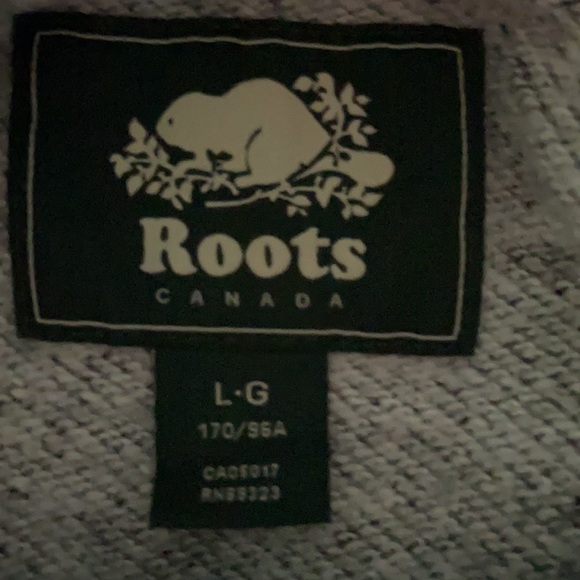 Roots
CANADA
L·G
170/96A
CA05017